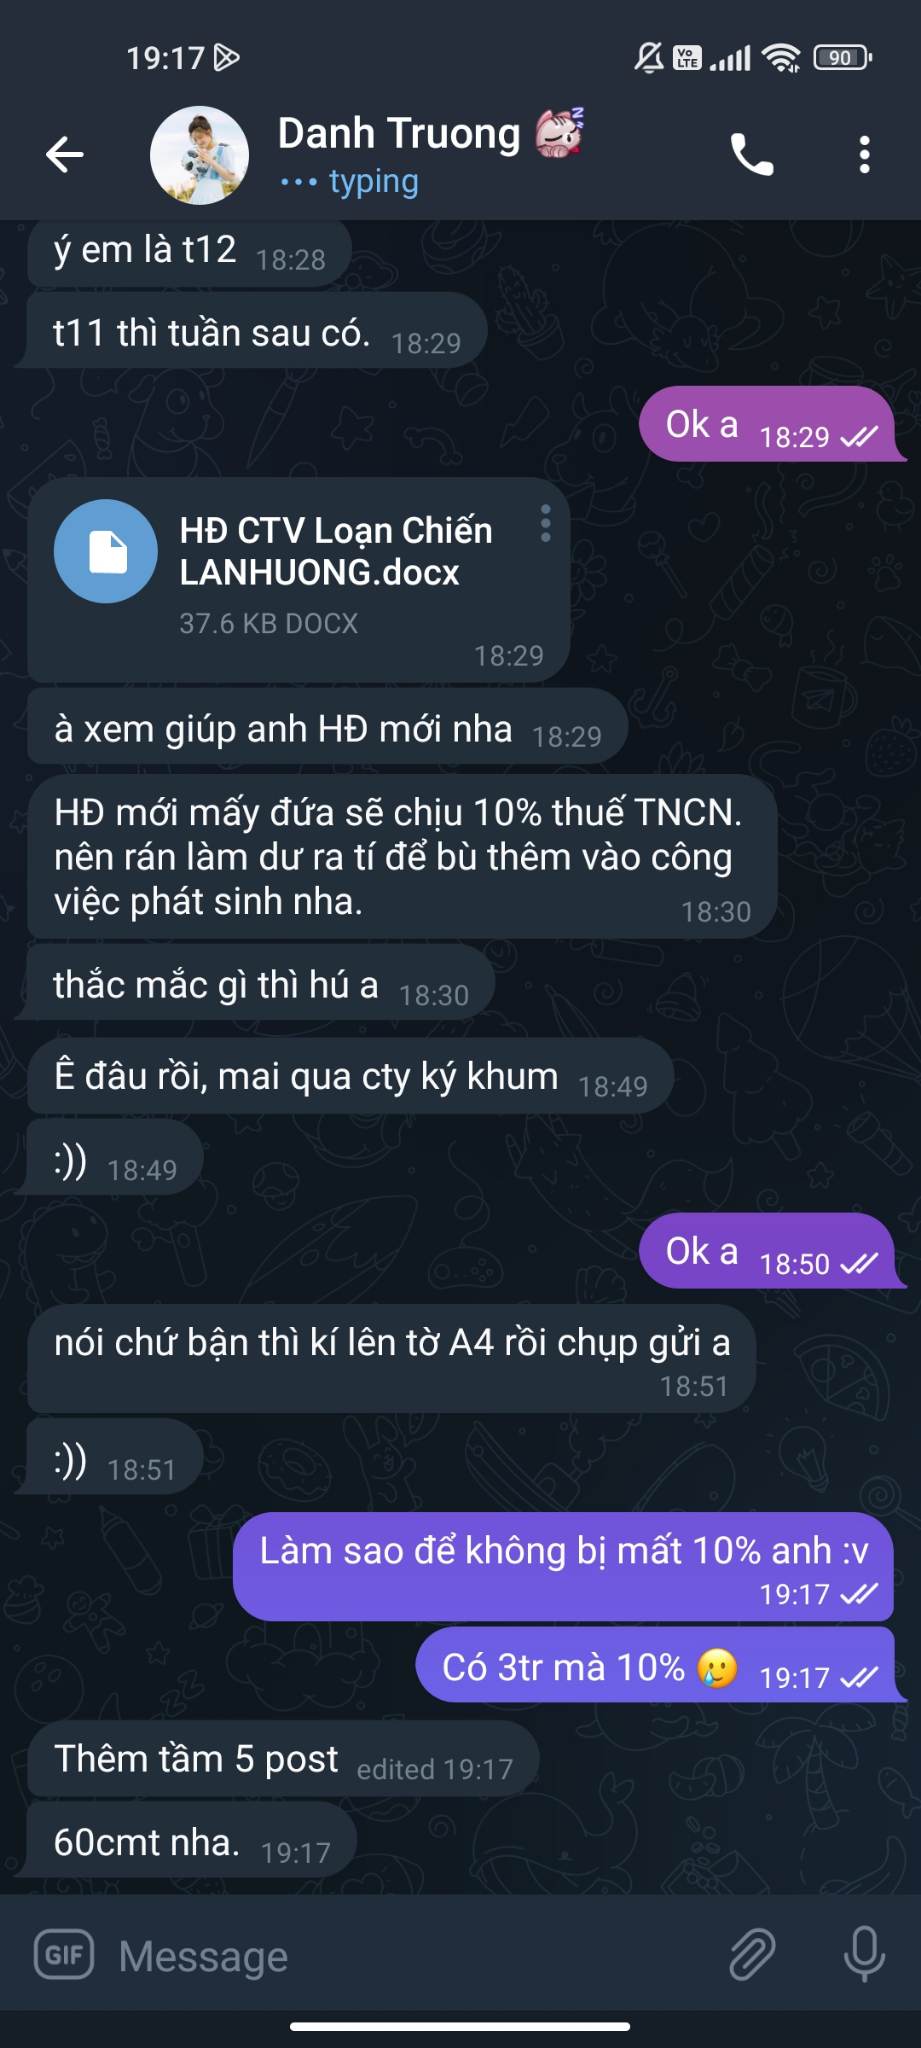 19:17
Vo
LTE
90
Danh Truong
typing
ý em là t12 18:28
t11 thì tuần sau có. 18:29
Ok a 18:29
HĐ CTV Loạn Chiến
LANHUONG.docx
37.6 KB DOCX
18:29
à xem giúp anh HĐ mới nha 18:29
HĐ mới mấy đứa sẽ chịu 10% thuế TNCN.
nên rán làm dư ra tí để bù thêm vào công
việc phát sinh nha. 18:30
thắc mắc gì thì hú a 18:30
Ê đâu rồi, mai qua cty ký khum 18:49
:)) 18:49
Ok a 18:50
nói chứ bận thì kí lên tờ A4 rồi chụp gửi a
18:51
:)) 18:51
Làm sao để không bị mất 10% anh :v
19:17
Có 3tr mà 10% 🥲 19:17
Thêm tầm 5 post edited 19:17
60cmt nha. 19:17
GIF Message